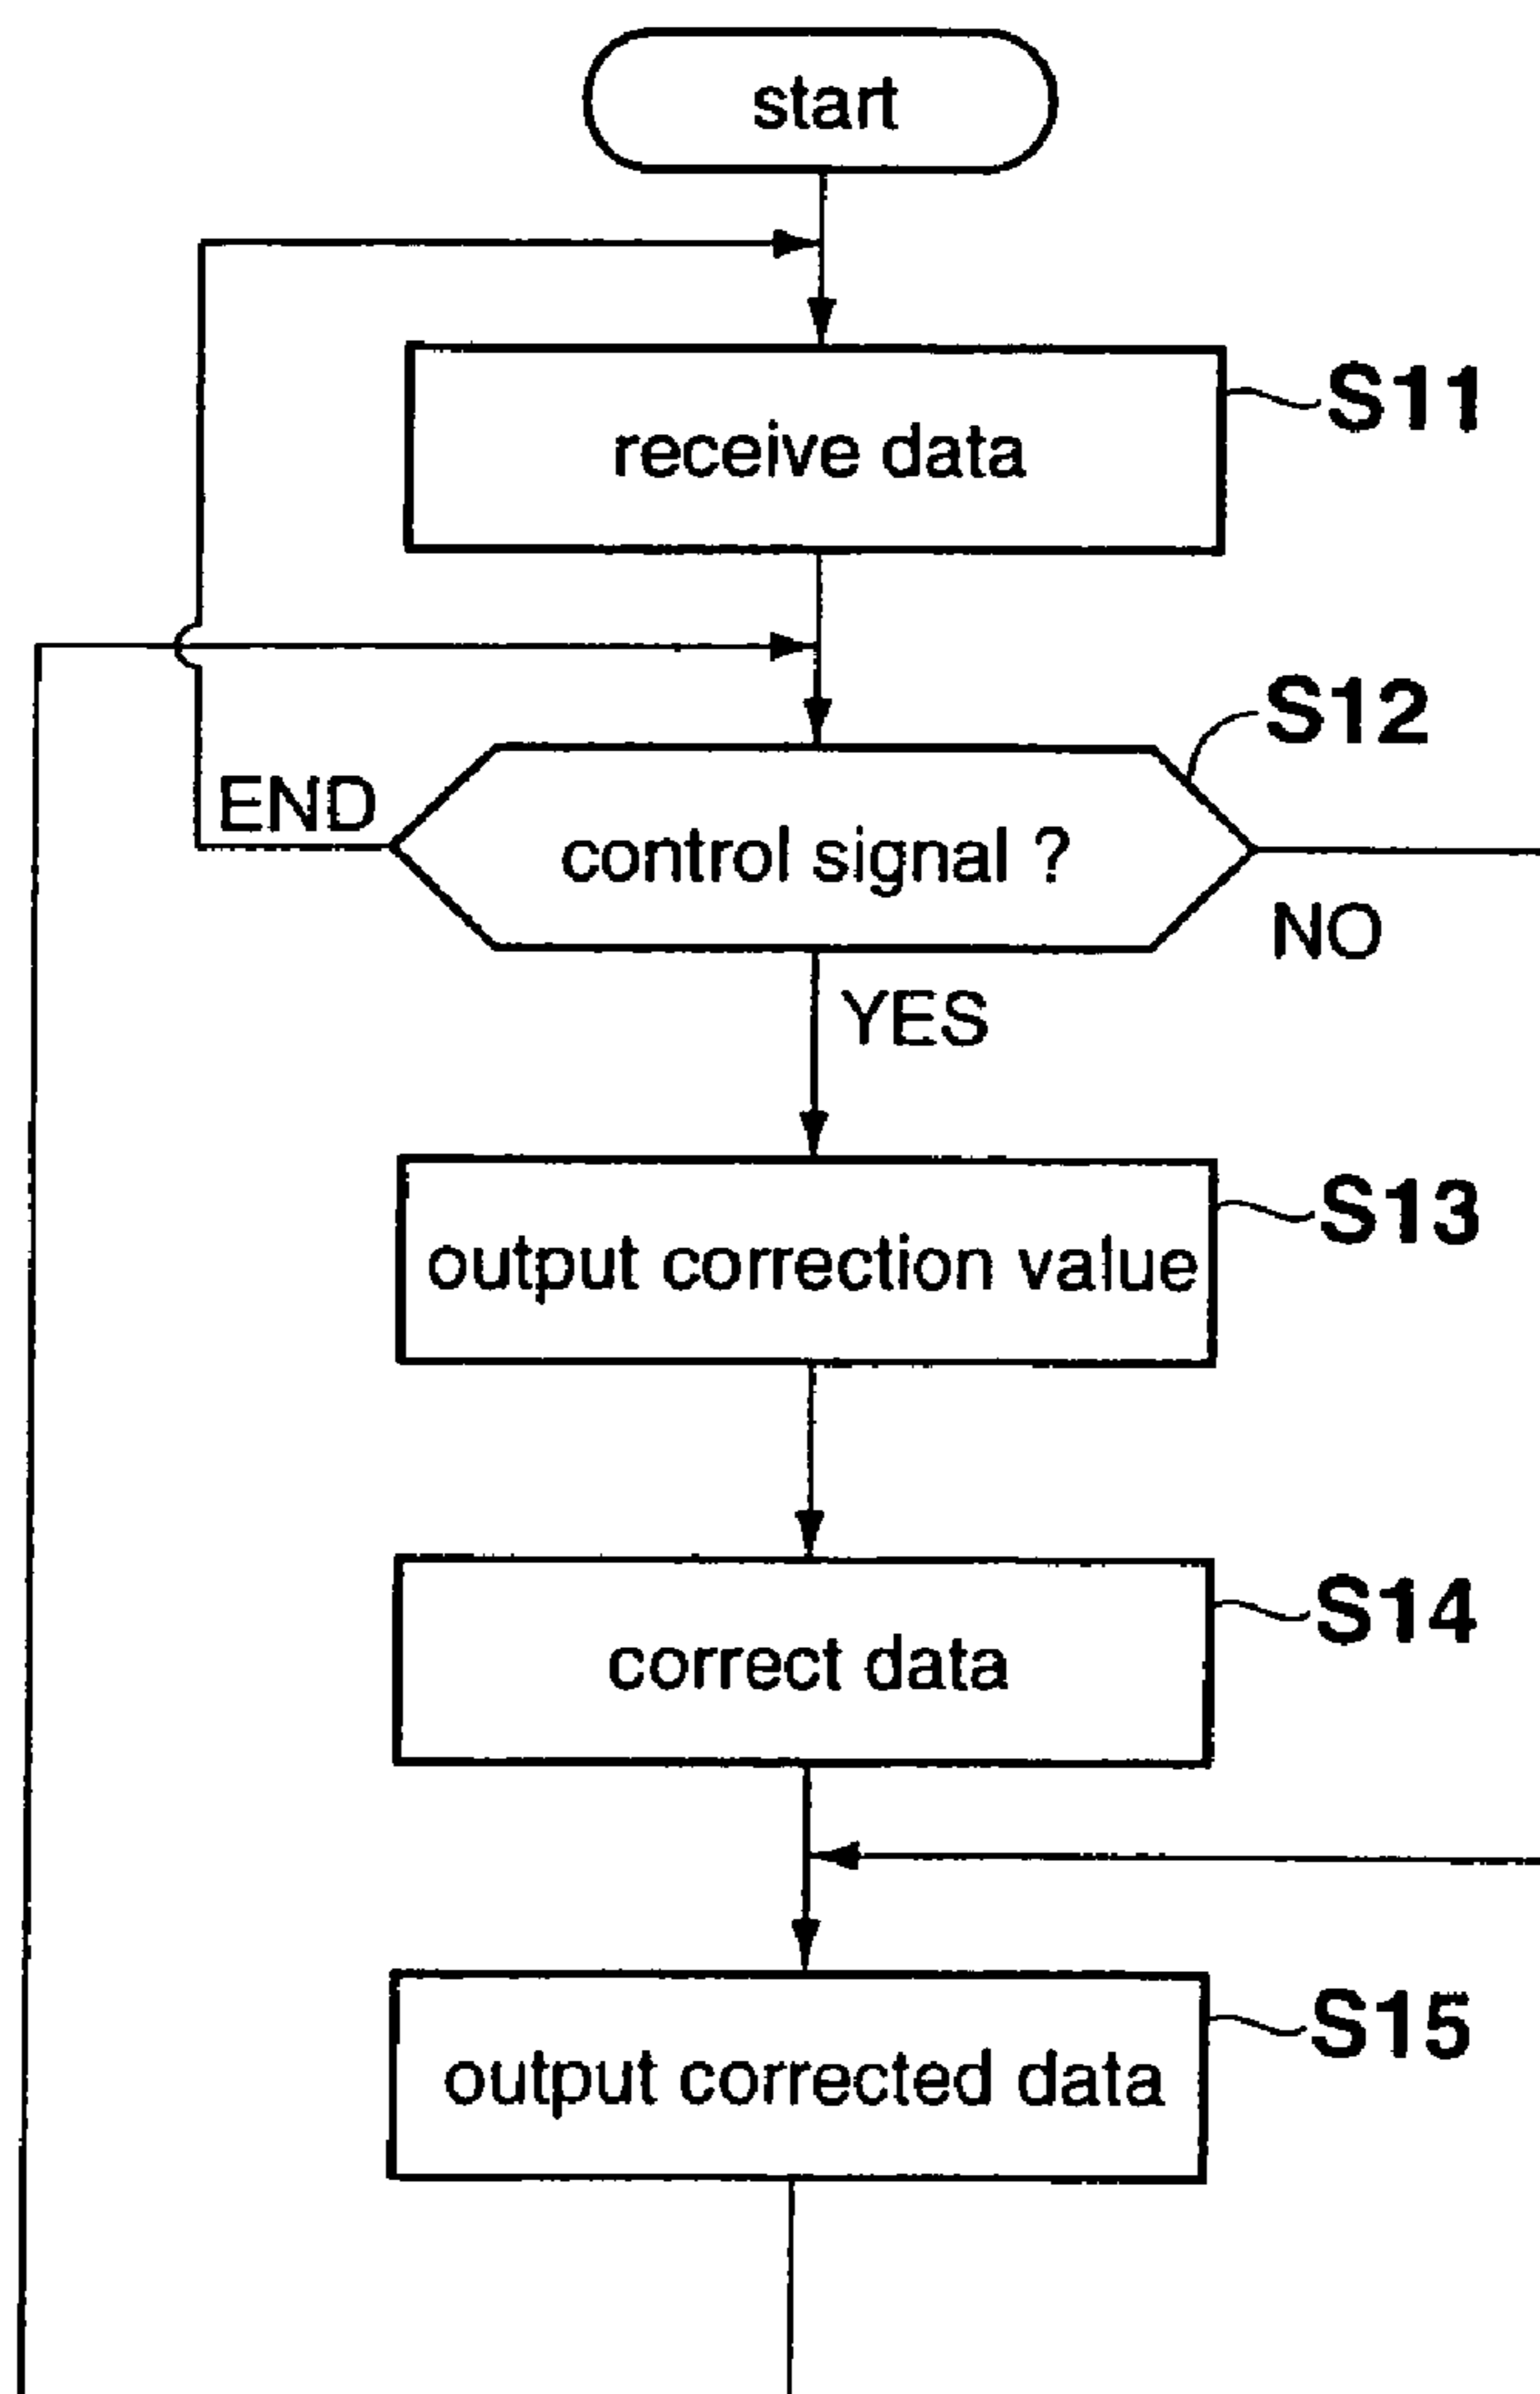 start
receive data
S11
S12
END
control signal ?
NO
YES
output correction value
S13
correct data
S14
output corrected data
S15